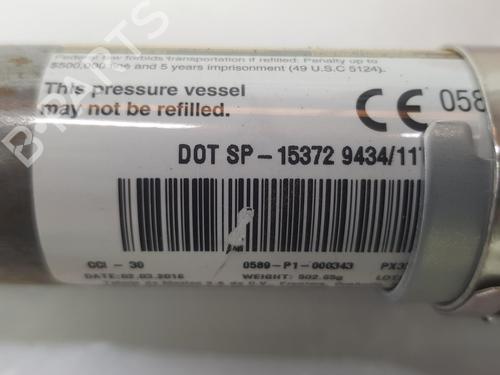 Federal law forbids transportation if refilled. Penalty up to
$500,000 fine and 5 years imprisonment (49 U.S.C 5124).
This pressure vessel
may not be refilled.
CE 058
DOT SP-15372 9434/11
CCI - 30 0589-P1-000343 PX3
DATE:02.03.2016 WEIGHT: 502.65g LOT
B-PARTS